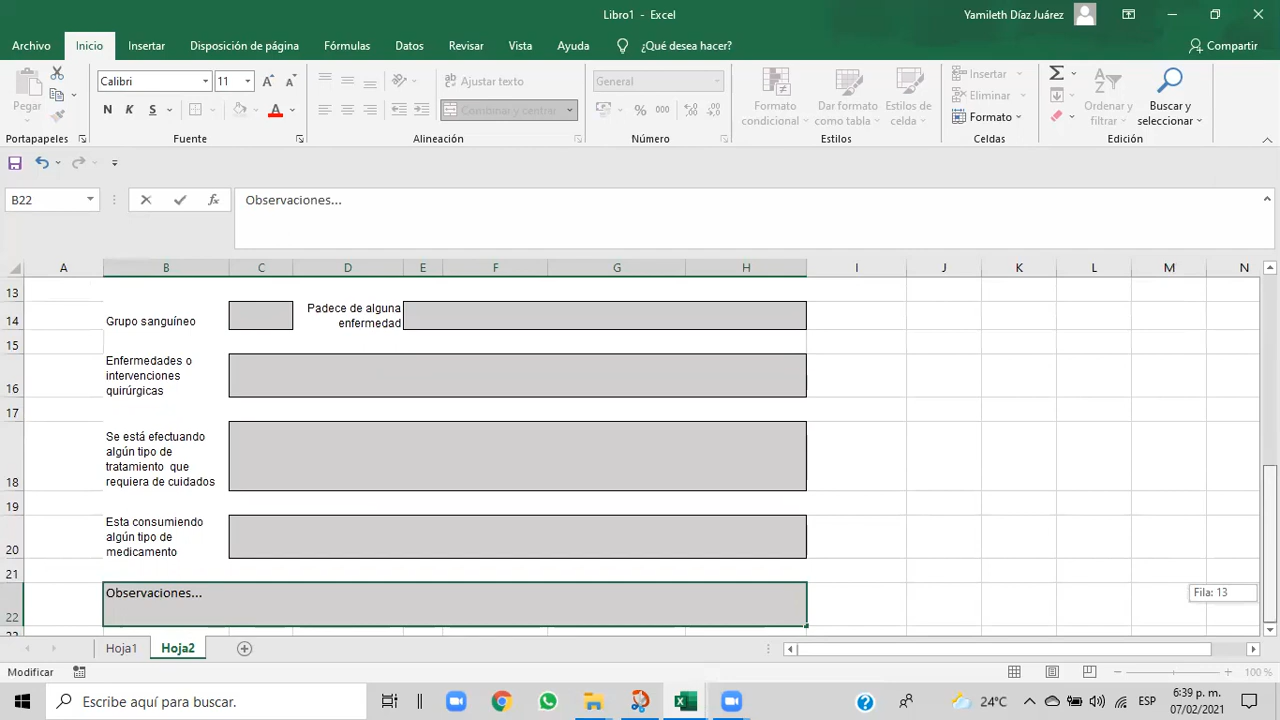 Libro1 - Excel
Yamileth Díaz Juárez
Archivo Inicio Insertar Disposición de página Fórmulas Datos Revisar Vista Ayuda ¿Qué desea hacer? Compartir
Pegar
Calibri 11
N K S A
Ajustar texto
Combinar y centrar
General
% 000
Formato condicional
Dar formato como tabla
Estilos de celda
Insertar
Eliminar
Formato
Ordenar y filtrar
Buscar y seleccionar
Portapapeles Fuente Alineación Número Estilos Celdas Edición
B22 fx Observaciones...
A B C D E F G H I J K L M N
13
14 Grupo sanguíneo
Padece de alguna
enfermedad
15
Enfermedades o
intervenciones
16 quirúrgicas
17
Se está efectuando
algún tipo de
tratamiento que
18 requiera de cuidados
19
Esta consumiendo
algún tipo de
20 medicamento
21
Observaciones...
22
Fila: 13
Hoja1 Hoja2
Modificar 100 %
Escribe aquí para buscar. 24°C ESP 6:39 p. m.
07/02/2021